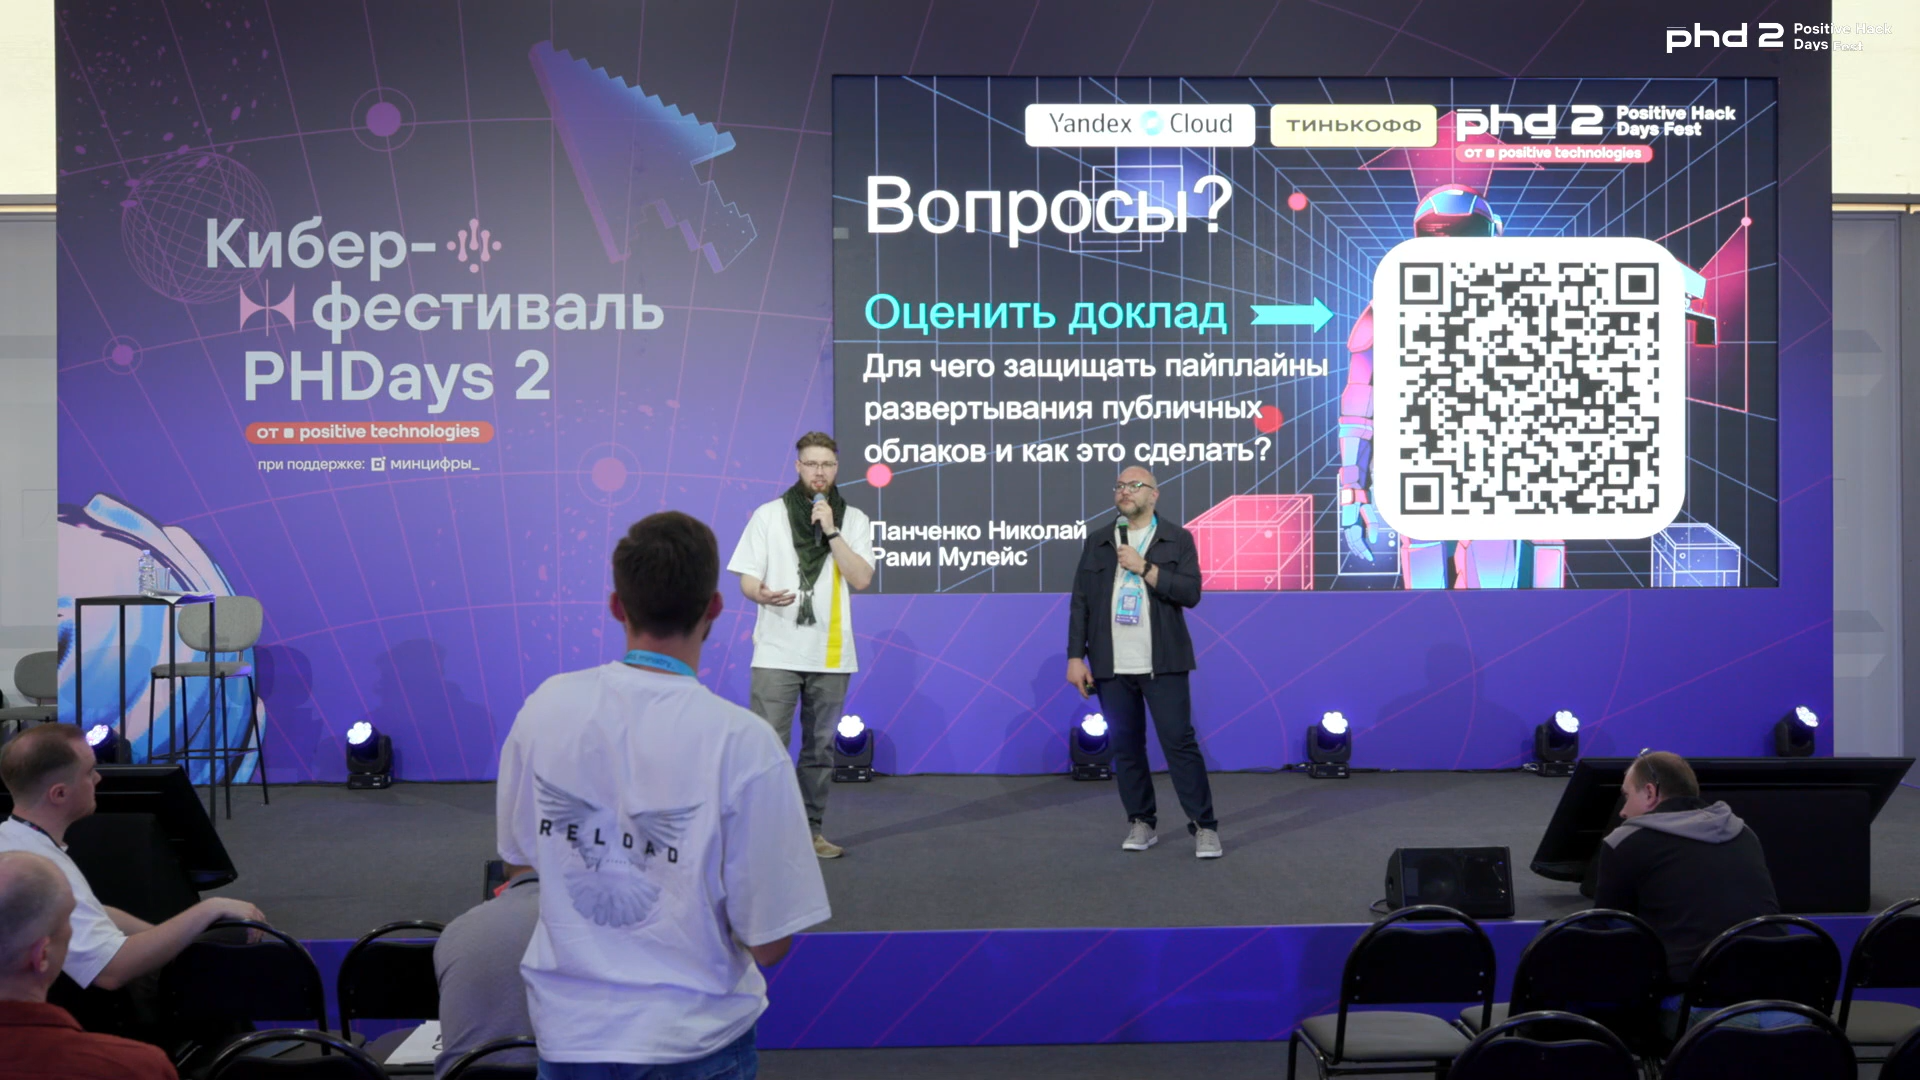 phd 2 Positive Hack
Days Fest
Кибер-
фестиваль
PHDays 2
от positive technologies
при поддержке: минцифры_
Yandex Cloud
ТИНЬКОФФ
phd 2 Positive Hack
Days Fest
от positive technologies
Вопросы?
Оценить доклад
Для чего защищать пайплайны
развертывания публичных
облаков и как это сделать?
Панченко Николай
Рами Мулейс
RELOAD